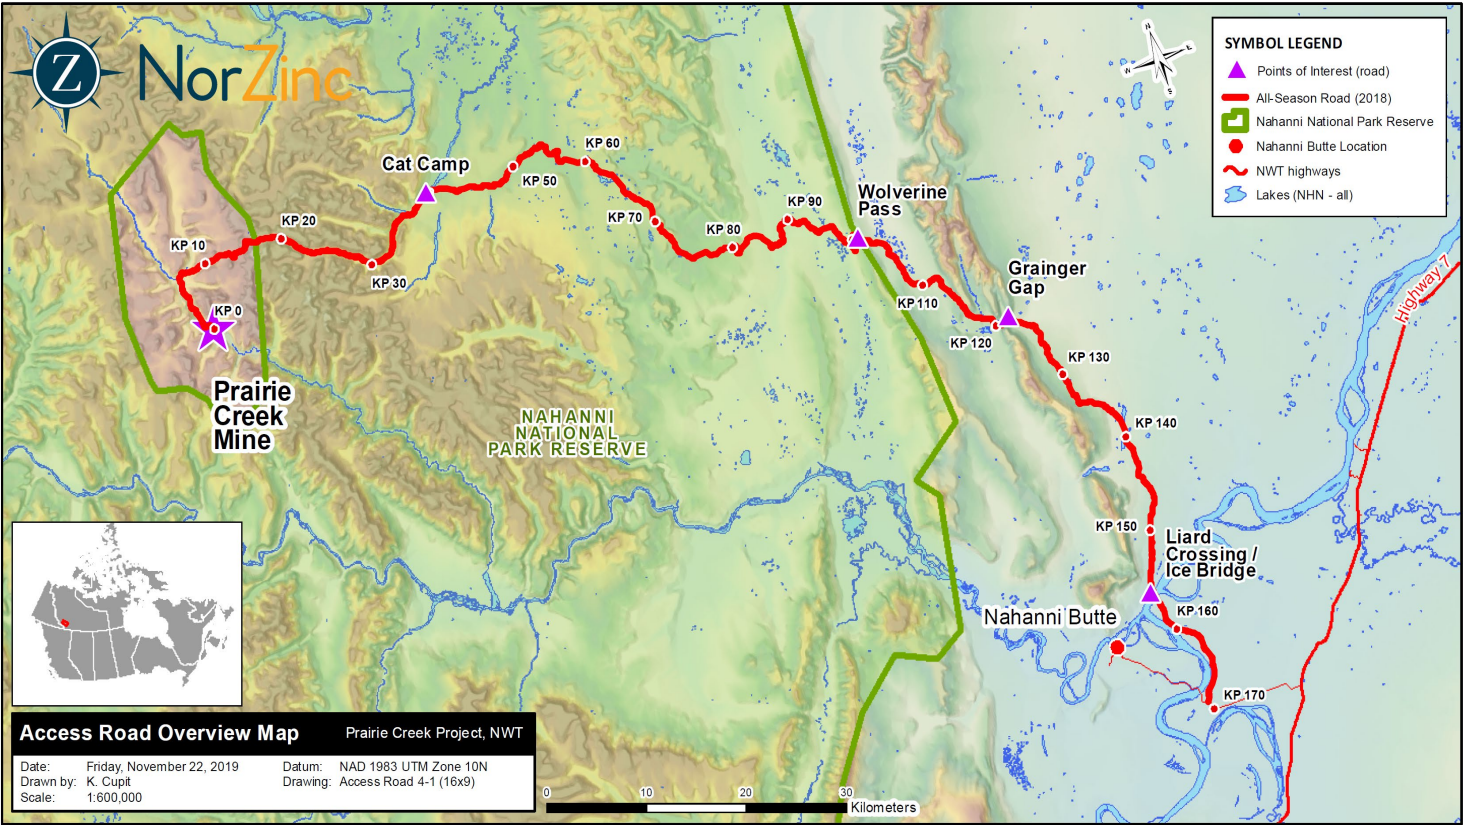 Z
NorZinc
N
E
W
S
SYMBOL LEGEND
Points of Interest (road)
All-Season Road (2018)
Nahanni National Park Reserve
Nahanni Butte Location
NWT highways
Lakes (NHN - all)
KP 60
Cat Camp
KP 50
Wolverine
Pass
KP 90
KP 20
KP 70
KP 80
KP 10
Grainger
Gap
KP 30
KP 110
Highway 7
KP 0
KP 120
KP 130
Prairie
Creek
Mine
NAHANNI
NATIONAL
PARK RESERVE
KP 140
KP 150
Liard
Crossing /
Ice Bridge
Nahanni Butte
KP 160
KP 170
Access Road Overview Map
Prairie Creek Project, NWT
Date: Friday, November 22, 2019 Datum: NAD 1983 UTM Zone 10N
Drawn by: K. Cupit Drawing: Access Road 4-1 (16x9)
Scale: 1:600,000
0 10 20 30
Kilometers